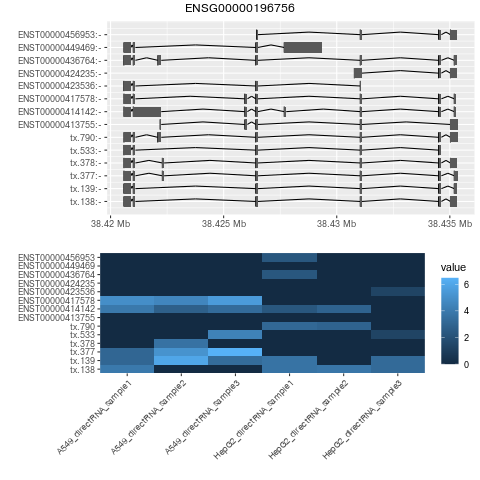 ENSG00000196756
ENST00000456953:-
ENST00000449469:-
ENST00000436764:-
ENST00000424235:-
ENST00000423536:-
ENST00000417578:-
ENST00000414142:-
ENST00000413755:-
tx.790:-
tx.533:-
tx.378:-
tx.377:-
tx.139:-
tx.138:-
38.42 Mb 38.425 Mb 38.43 Mb 38.435 Mb
ENST00000456953
ENST00000449469
ENST00000436764
ENST00000424235
ENST00000423536
ENST00000417578
ENST00000414142
ENST00000413755
tx.790
tx.533
tx.378
tx.377
tx.139
tx.138
value
6
4
2
0
A549_directRNA_sample1
A549_directRNA_sample2
A549_directRNA_sample3
HepG2_directRNA_sample1
HepG2_directRNA_sample2
HepG2_directRNA_sample3